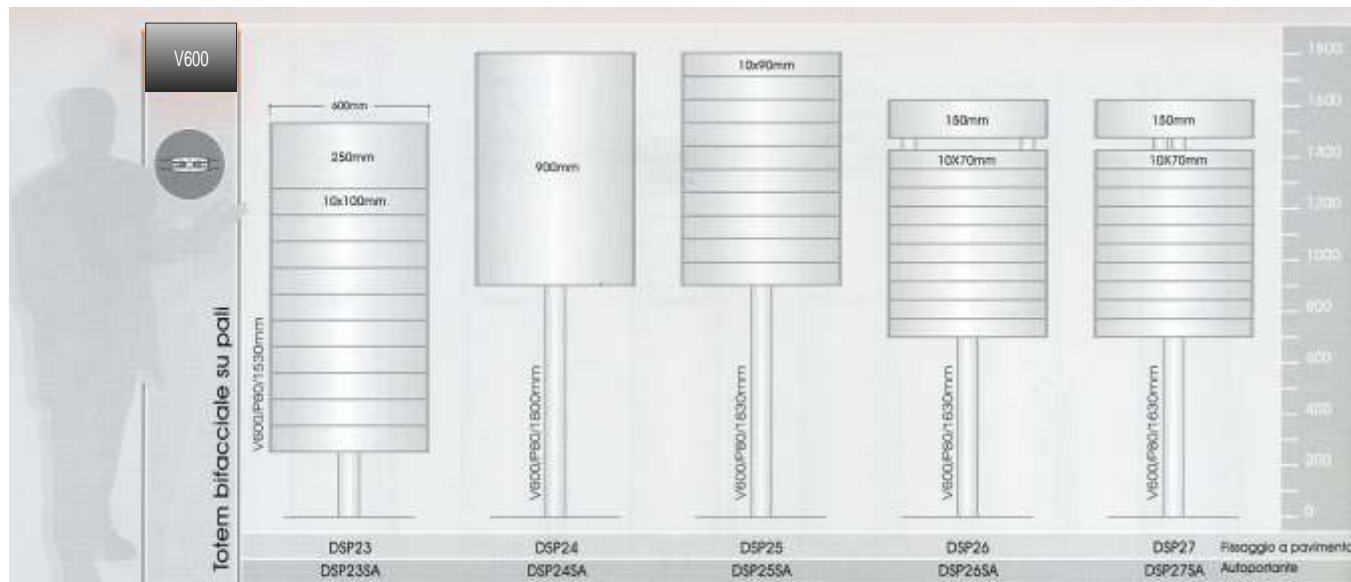 V600
Totem bifacciale su pali
600mm
250mm
10x100mm
V600/P80/1530mm
900mm
V600/P80/1800mm
10x90mm
V600/P80/1830mm
150mm
10X70mm
V600/P80/1630mm
150mm
10X70mm
V600/P80/1630mm
1800
1600
1400
1200
1000
800
600
400
200
0
DSP23 DSP24 DSP25 DSP26 DSP27 Fissaggio a pavimento
DSP23SA DSP24SA DSP25SA DSP26SA DSP27SA Autoportante